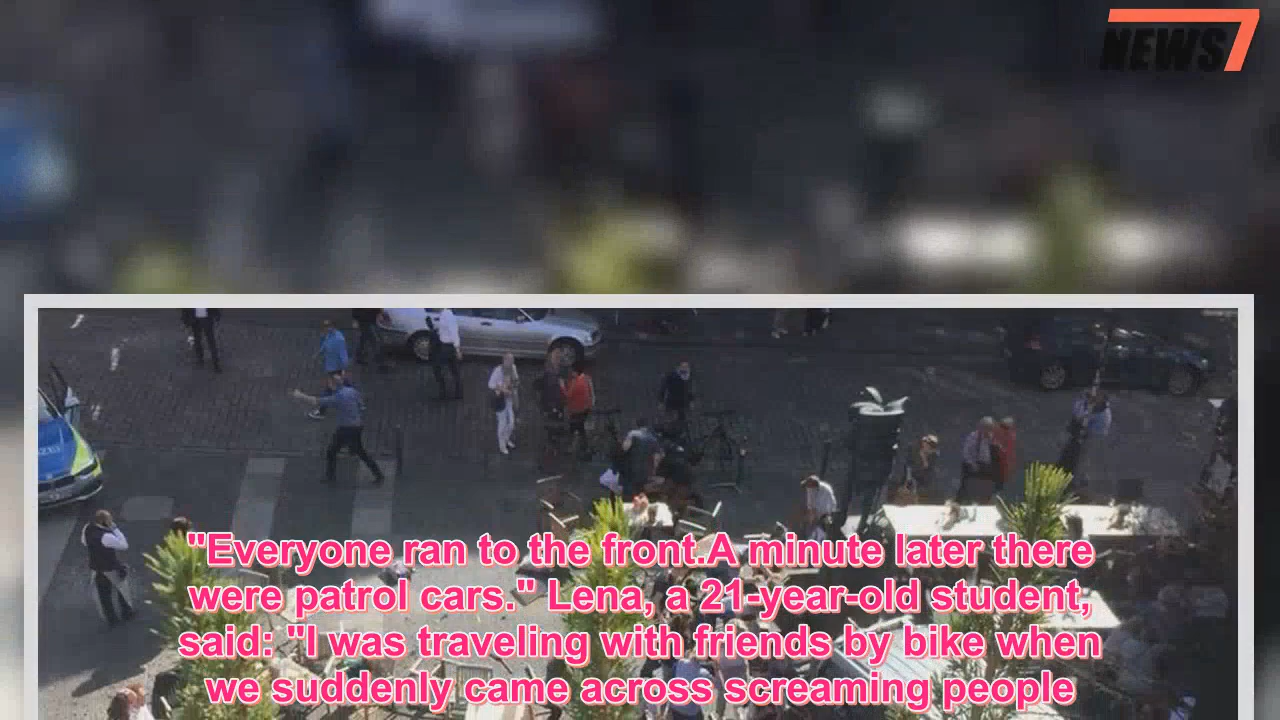 NEWS7
"Everyone ran to the front.A minute later there
were patrol cars." Lena, a 21-year-old student,
said: "I was traveling with friends by bike when
we suddenly came across screaming people